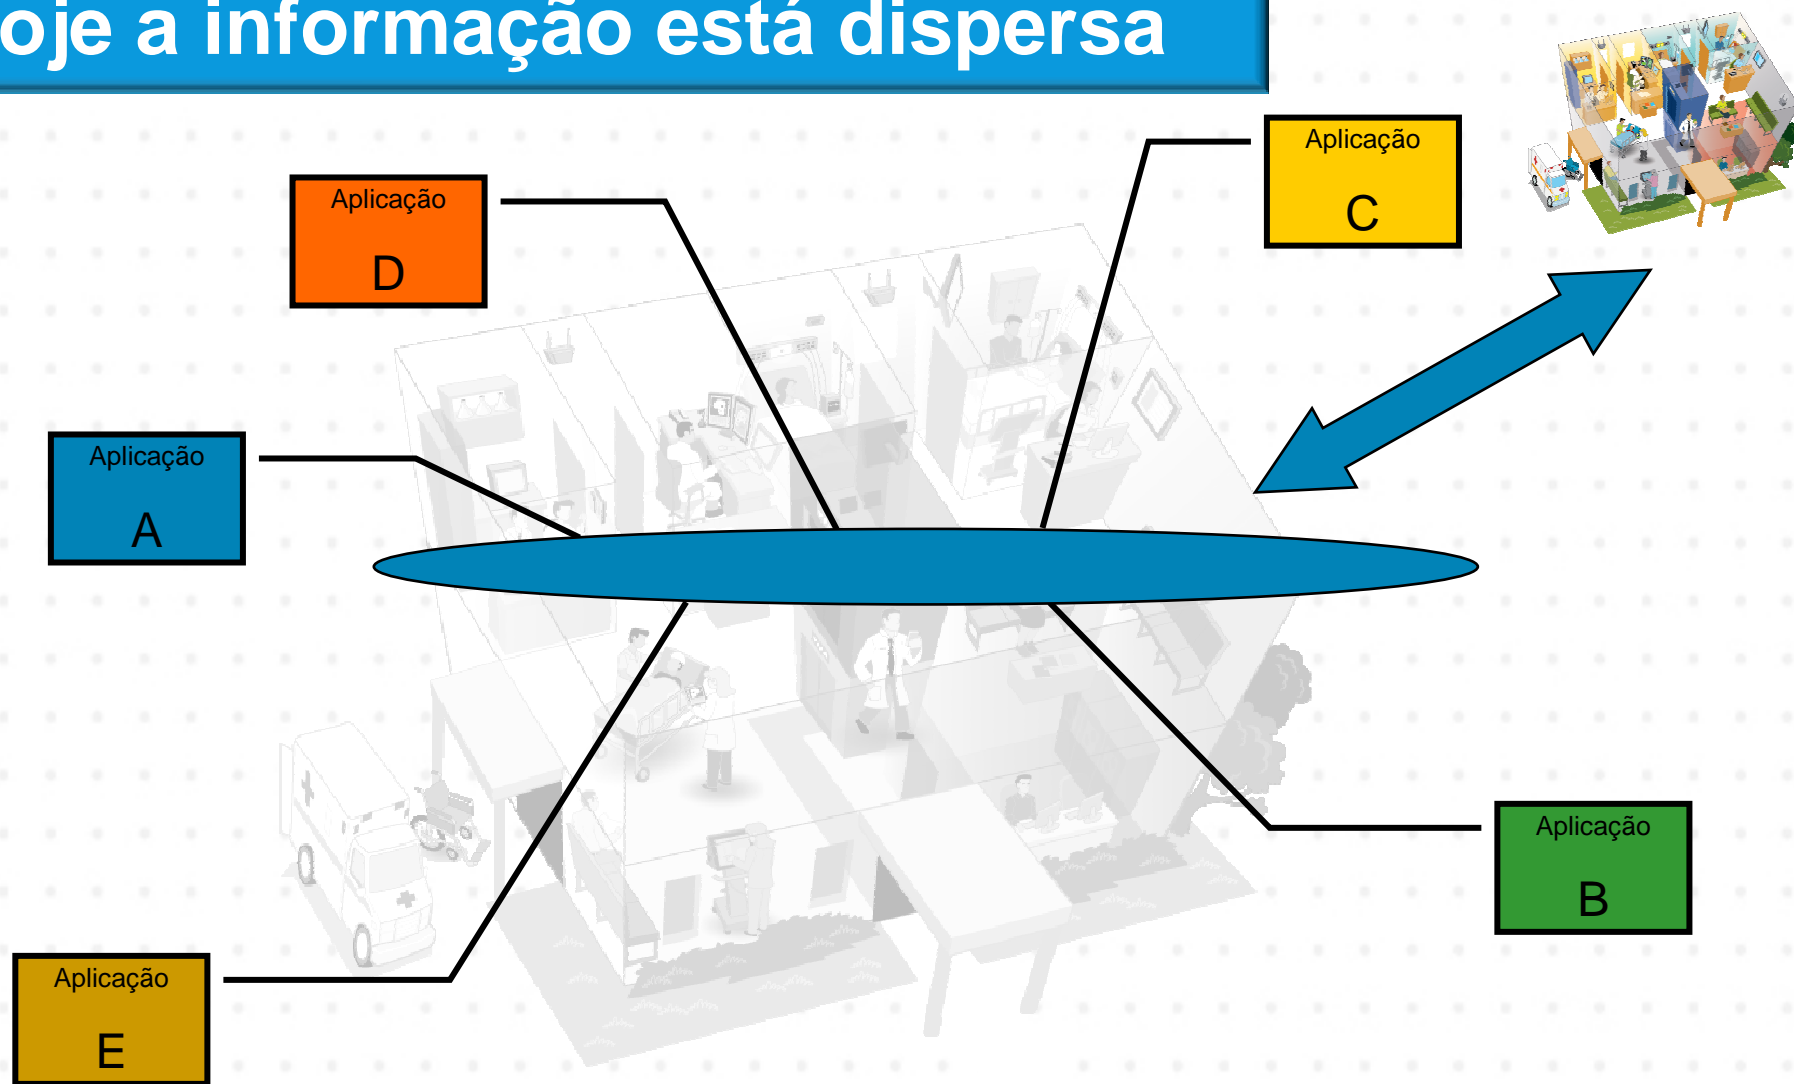 oje a informação está dispersa
Aplicação
C
Aplicação
D
Aplicação
A
Aplicação
B
Aplicação
E